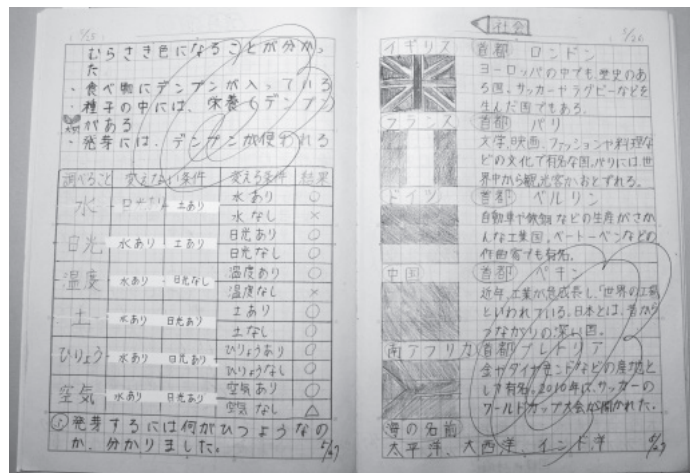 5/25
むらさき色になることが分かっ
た
・食べ物にデンプンが入っている
・種子の中には、栄養(デンプン)
がある
・発芽には、デンプンが使われる
調べること 変えない条件 変える条件 結果
水 日光あり 土あり 水あり ○
水なし ×
日光 水あり 土あり 日光あり ○
日光なし ○
温度 水あり 日光なし 温度あり ○
温度なし ×
土 水あり 日光あり 土あり ○
土なし ○
ひりょう 水あり 日光あり ひりょうあり ○
ひりょうなし ○
空気 水あり 日光あり 空気あり ○
空気なし △
発芽するには何がひつようなの
か、分かりました。 5/27
社会
5/26
イギリス 首都 ロンドン
ヨーロッパの中でも、歴史のあ
る国。サッカーやラグビーなどを
生んだ国でもある。
フランス 首都 パリ
文学、映画、ファッションや料理な
どの文化で有名な国。パリには、世
界中から観光客がおとずれる。
ドイツ 首都 ベルリン
自動車や鉄鋼などの生産がさか
んな工業国。ベートーベンなどの
作曲家でも有名。
中国 首都 ペキン
近年、工業が急成長し、「世界の工場」
といわれている。日本とは、昔から
つながりの深い国。
南アフリカ 首都 プレトリア
金やダイヤモンドなどの産地と
して有名。2010年は、サッカーの
ワールドカップ大会が開かれた。
海の名前
太平洋、大西洋、インド洋 5/27